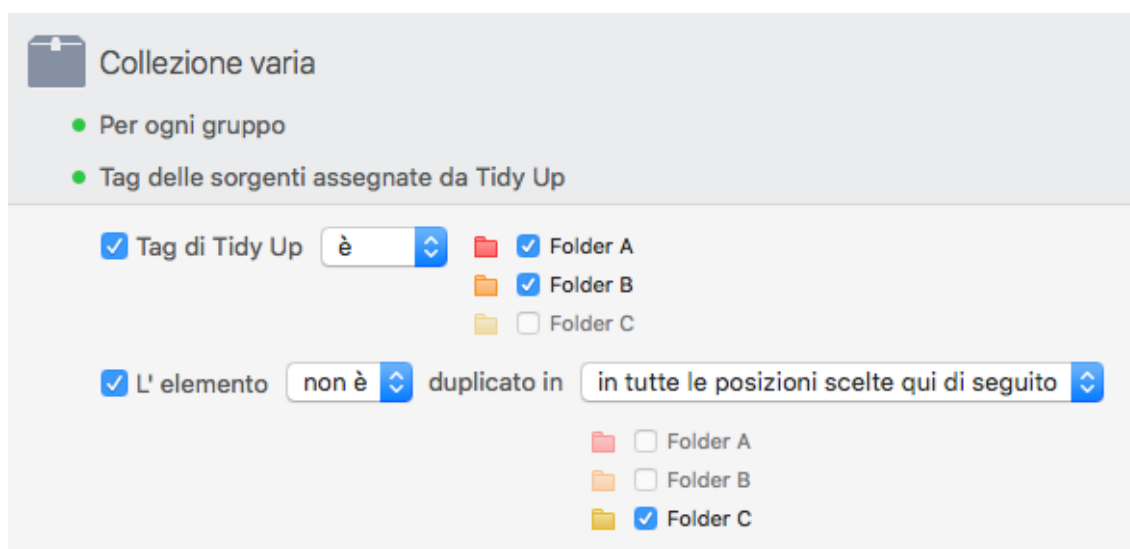 Collezione varia
Per ogni gruppo
Tag delle sorgenti assegnate da Tidy Up
Tag di Tidy Up è Folder A
Folder B
Folder C
L' elemento non è duplicato in in tutte le posizioni scelte qui di seguito
Folder A
Folder B
Folder C